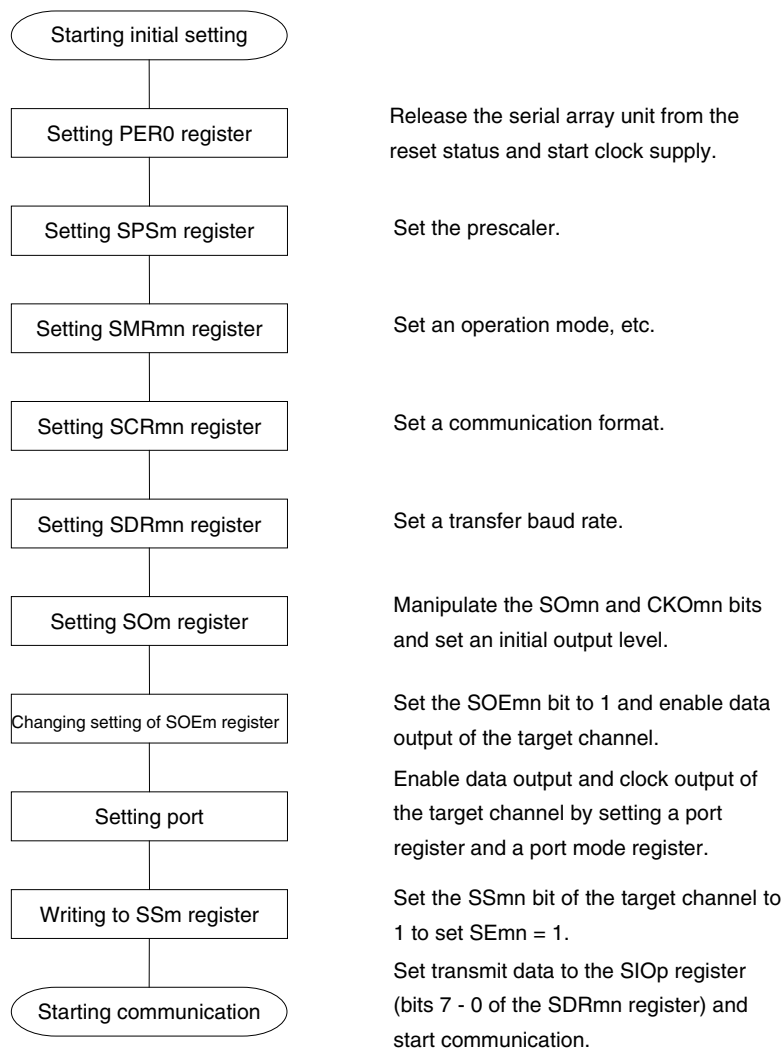 Starting initial setting
Setting PER0 register
Release the serial array unit from the
reset status and start clock supply.
Setting SPSm register
Set the prescaler.
Setting SMRmn register
Set an operation mode, etc.
Setting SCRmn register
Set a communication format.
Setting SDRmn register
Set a transfer baud rate.
Setting SOm register
Manipulate the SOmn and CKOmn bits
and set an initial output level.
Changing setting of SOEm register
Set the SOEmn bit to 1 and enable data
output of the target channel.
Setting port
Enable data output and clock output of
the target channel by setting a port
register and a port mode register.
Writing to SSm register
Set the SSmn bit of the target channel to
1 to set SEmn = 1.
Starting communication
Set transmit data to the SIOp register
(bits 7 - 0 of the SDRmn register) and
start communication.